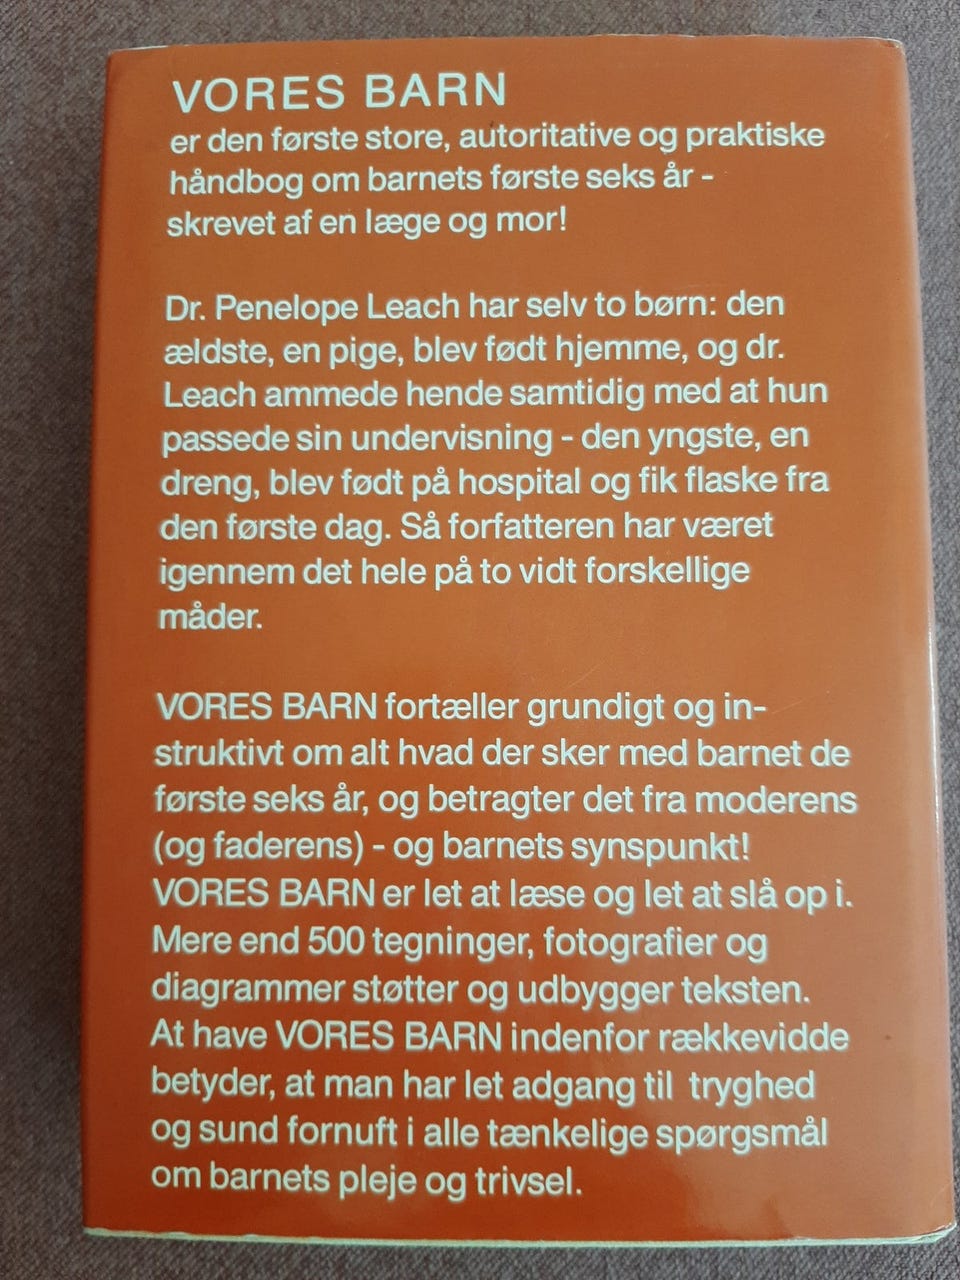 VORES BARN
er den første store, autoritative og praktiske
håndbog om barnets første seks år -
skrevet af en læge og mor!
Dr. Penelope Leach har selv to børn: den
ældste, en pige, blev født hjemme, og dr.
Leach ammede hende samtidig med at hun
passede sin undervisning - den yngste, en
dreng, blev født på hospital og fik flaske fra
den første dag. Så forfatteren har været
igennem det hele på to vidt forskellige
måder.
VORES BARN fortæller grundigt og in-
struktivt om alt hvad der sker med barnet de
første seks år, og betragter det fra moderens
(og faderens) - og barnets synspunkt!
VORES BARN er let at læse og let at slå op i.
Mere end 500 tegninger, fotografier og
diagrammer støtter og udbygger teksten.
At have VORES BARN indenfor rækkevidde
betyder, at man har let adgang til tryghed
og sund fornuft i alle tænkelige spørgsmål
om barnets pleje og trivsel.